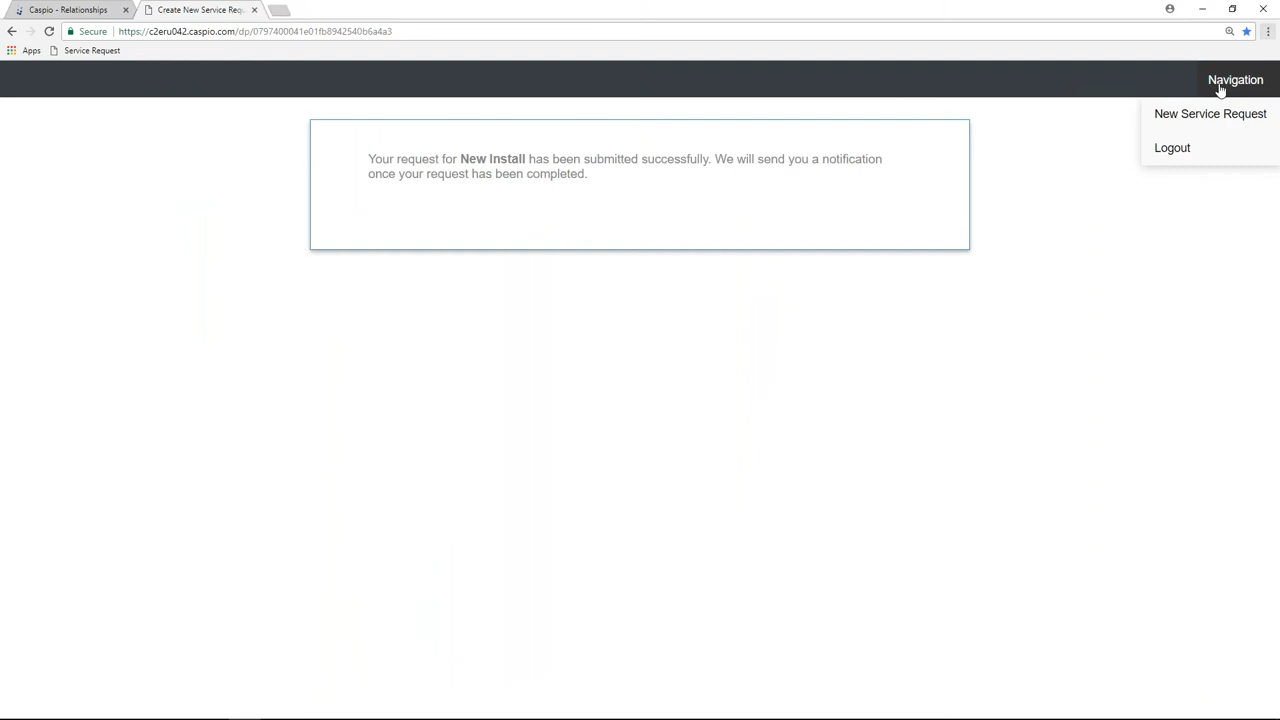 Caspio - Relationships
Create New Service Req
Secure https://c2eru042.caspio.com/dp/0797400041e01fb8942540b6a4a3
Apps Service Request
Navigation
New Service Request
Logout
Your request for New Install has been submitted successfully. We will send you a notification
once your request has been completed.